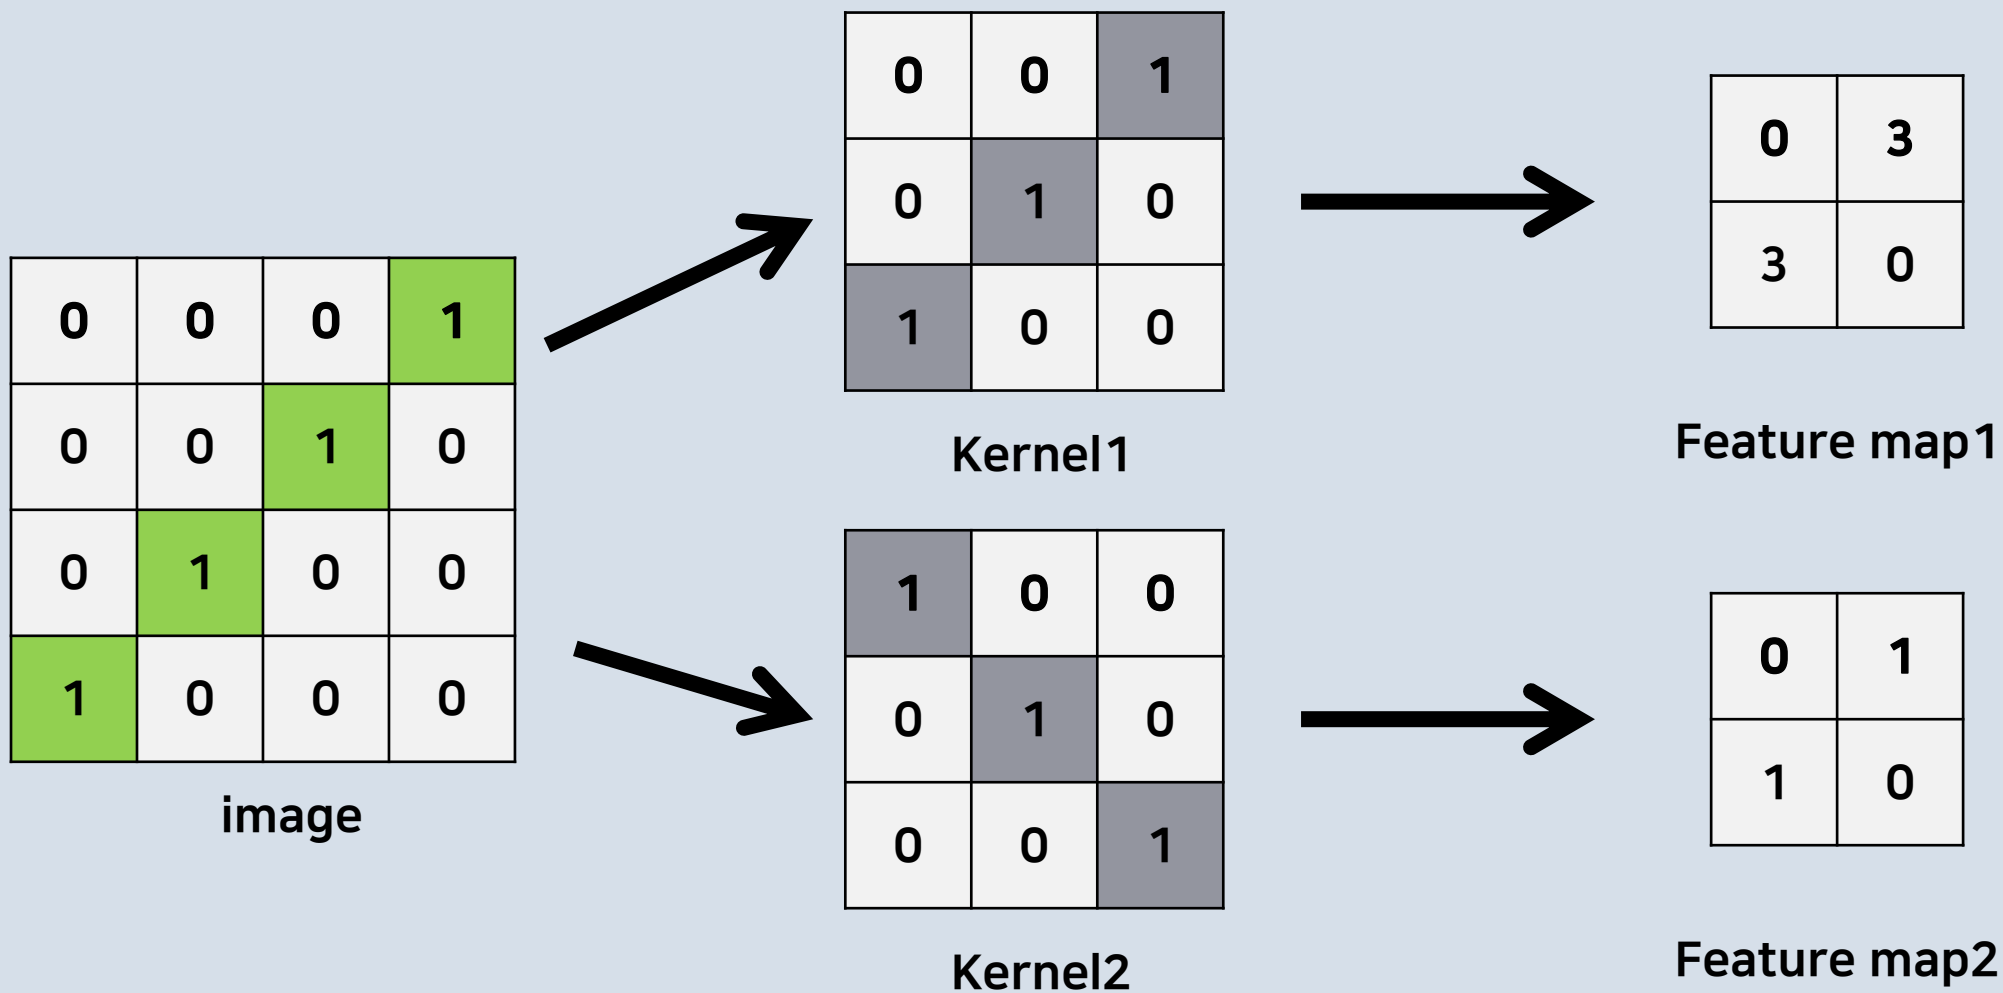 0 0 0 1
0 0 1 0
0 1 0 0
1 0 0 0
image
0 0 1
0 1 0
1 0 0
Kernel1
1 0 0
0 1 0
0 0 1
Kernel2
0 3
3 0
Feature map1
0 1
1 0
Feature map2